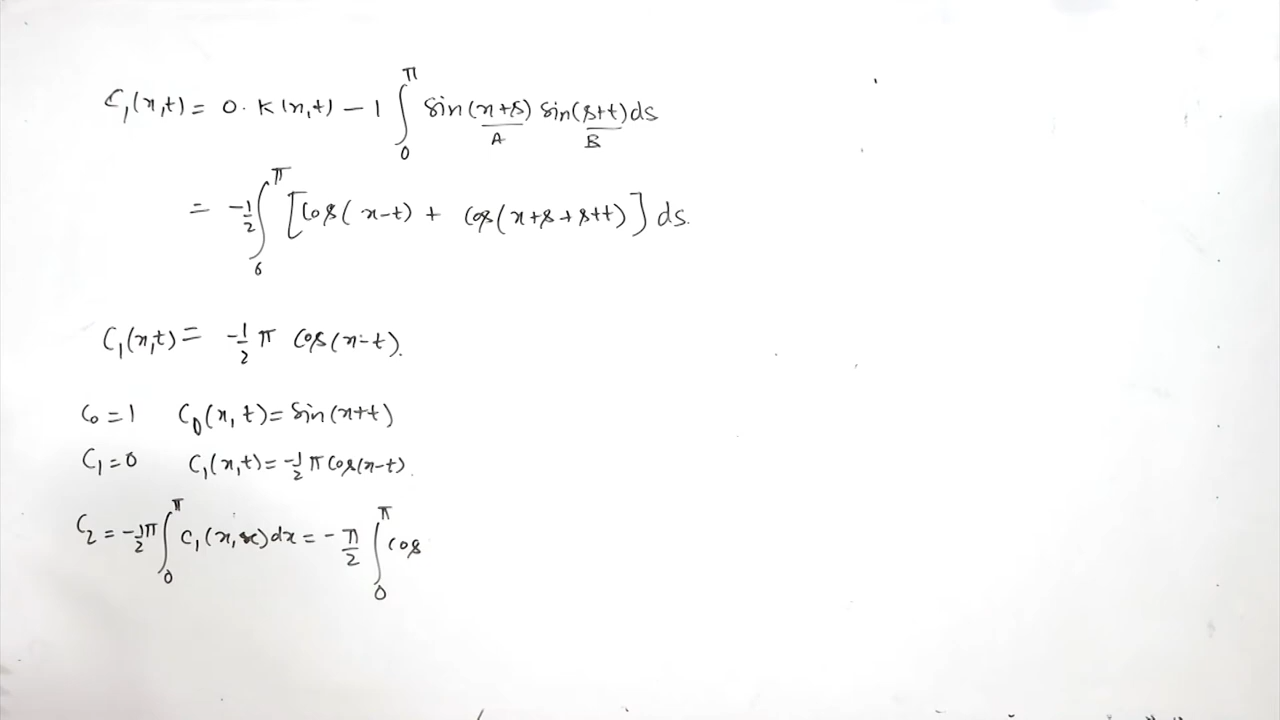 C₁(x,t) = 0. K(x,t) - 1 ∫₀^π sin(x+s) sin(s+t) ds
A B
= -1/2 ∫₀^π [cos(x-t) + cos(x+s+s+t)] ds.
C₁(x,t) = -1/2 π cos(x-t).
C₀ = 1 C₀(x,t) = sin(x+t)
C₁ = 0 C₁(x,t) = -1/2 π cos(x-t).
C₂ = -1/2 π ∫₀^π C₁(x,x) dx = - π/2 ∫₀^π cos